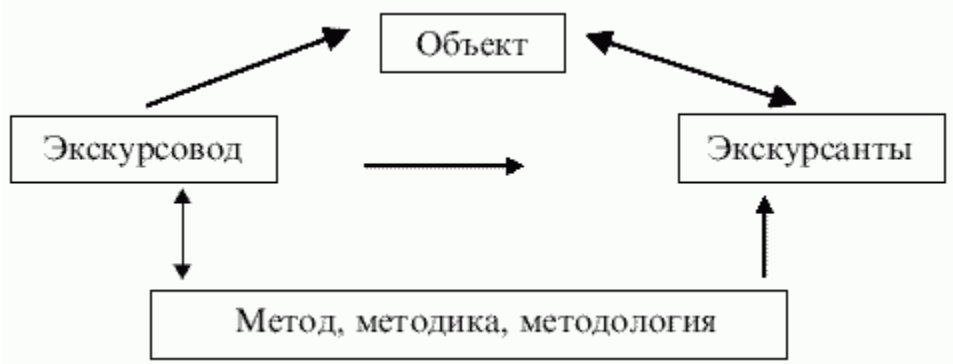 Объект
Экскурсовод
Экскурсанты
Метод, методика, методология